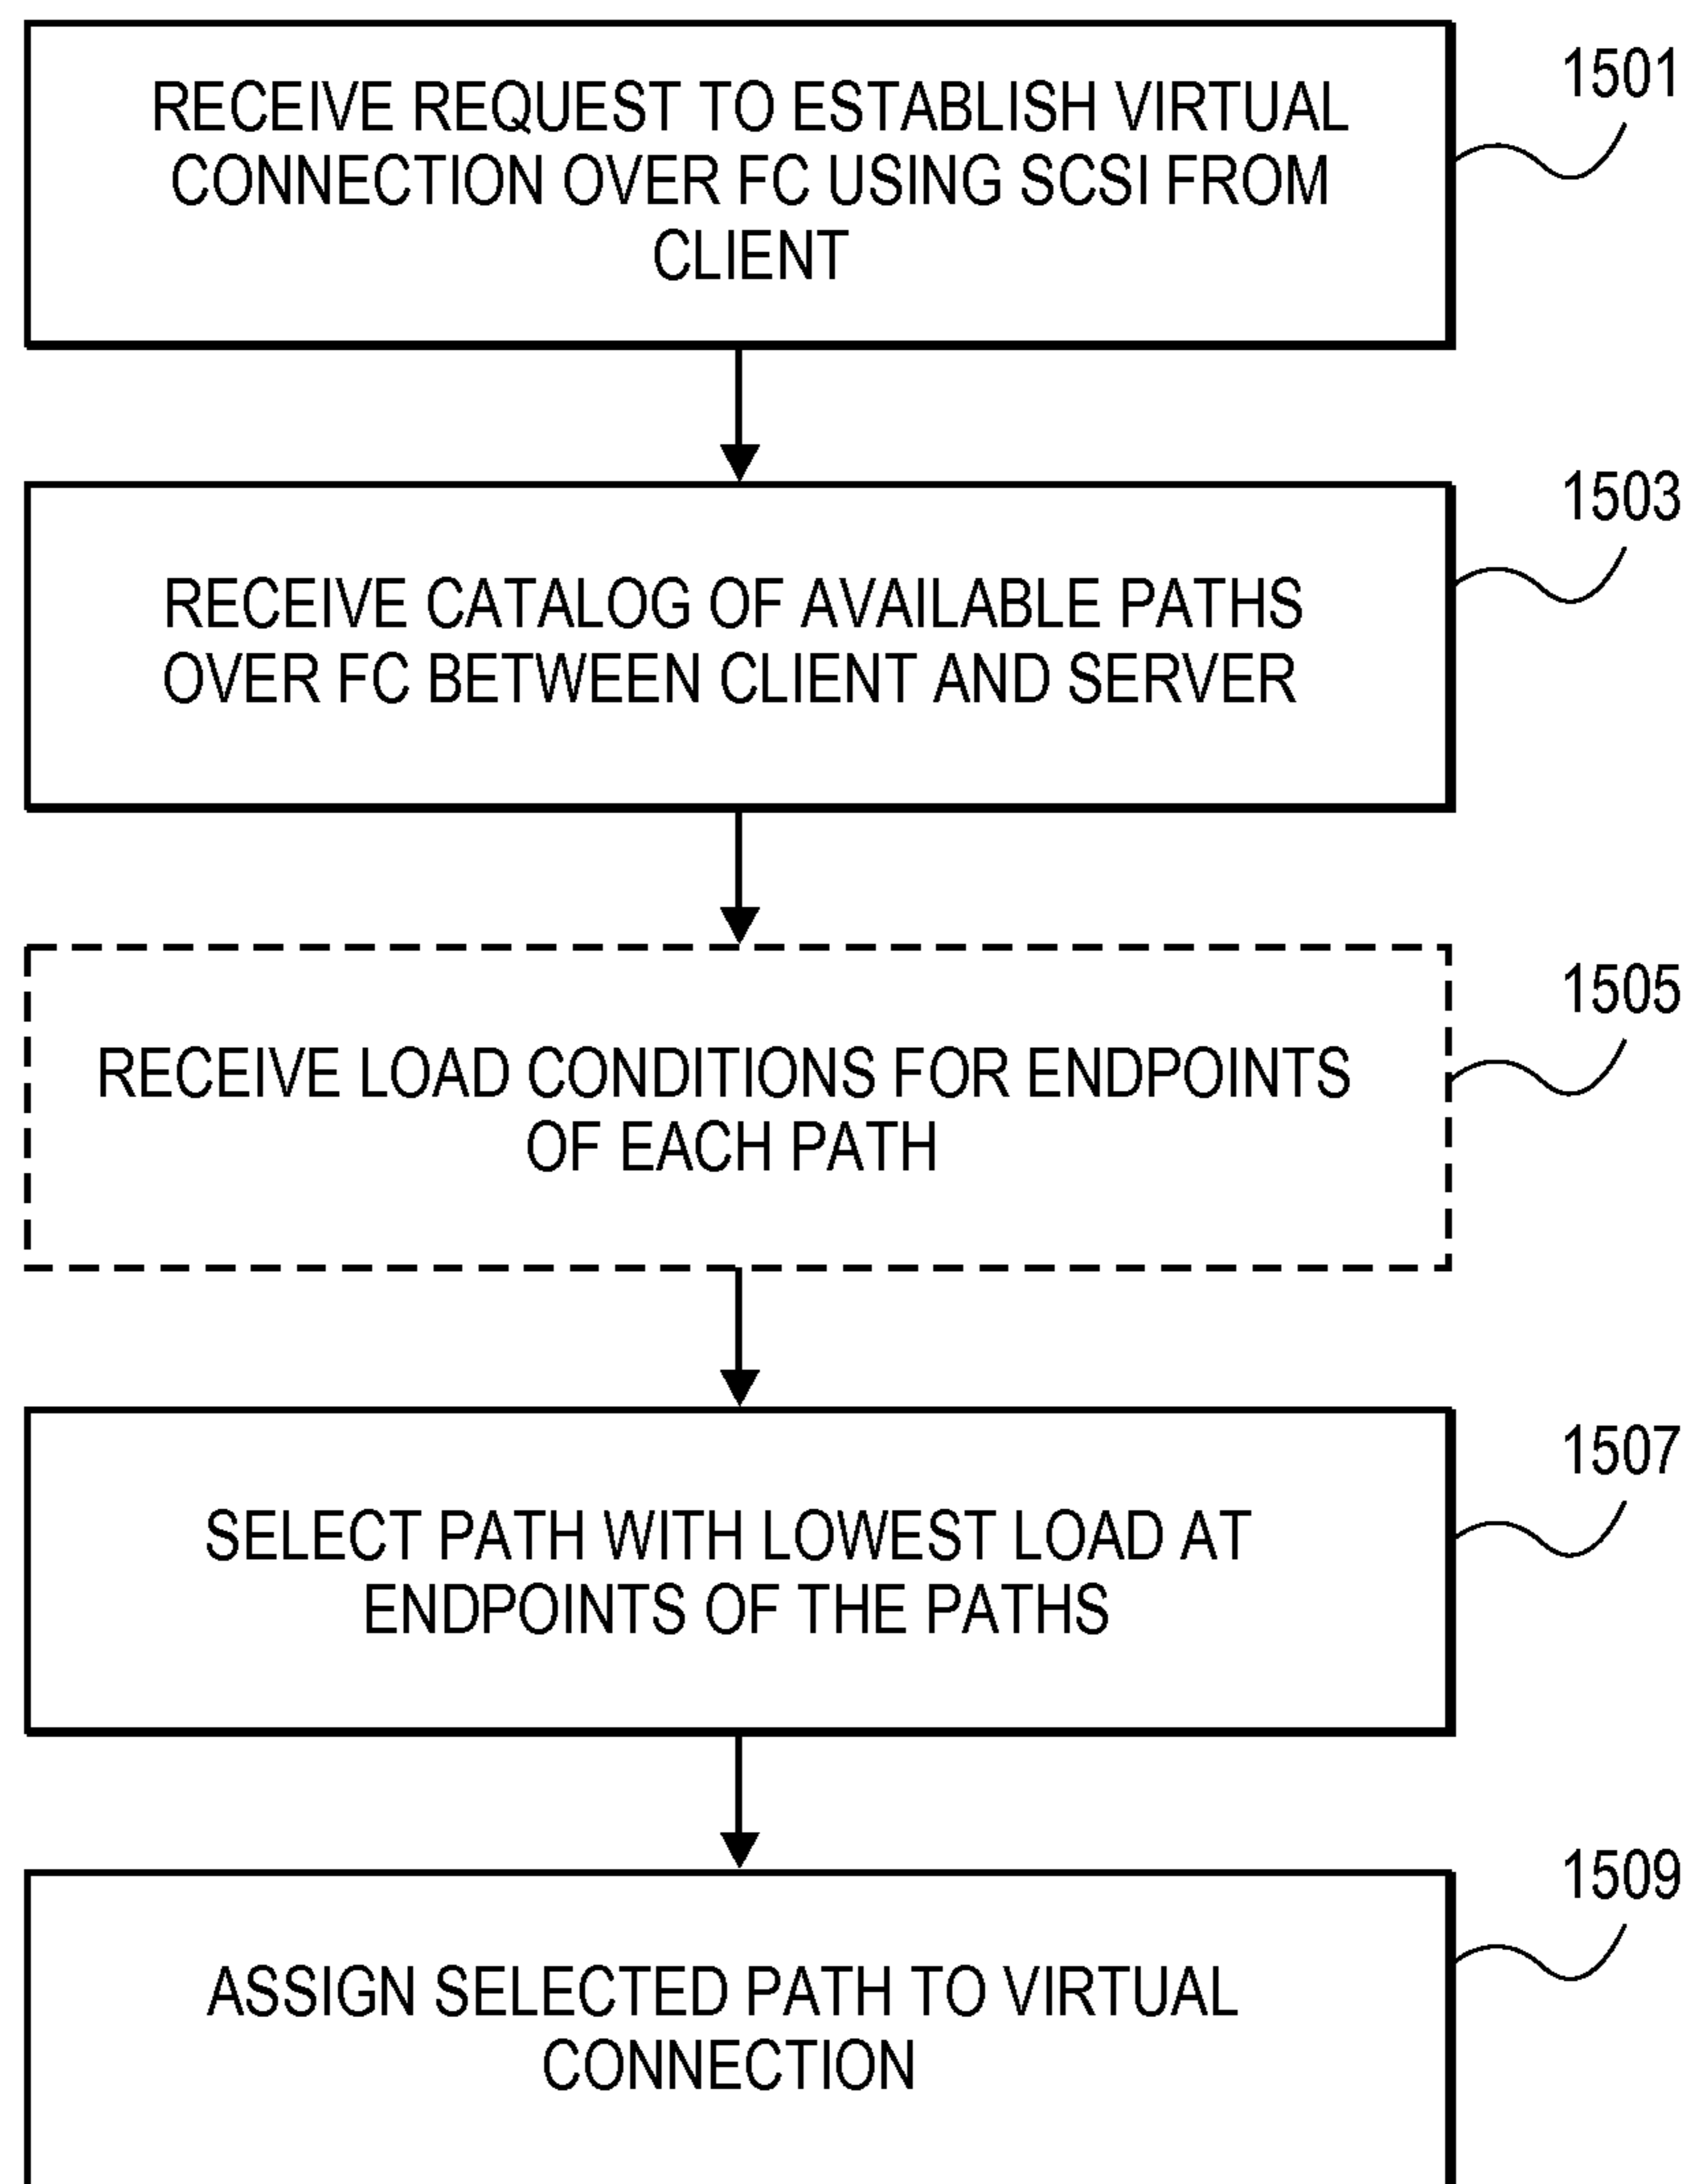 RECEIVE REQUEST TO ESTABLISH VIRTUAL
CONNECTION OVER FC USING SCSI FROM
CLIENT
1501
RECEIVE CATALOG OF AVAILABLE PATHS
OVER FC BETWEEN CLIENT AND SERVER
1503
RECEIVE LOAD CONDITIONS FOR ENDPOINTS
OF EACH PATH
1505
SELECT PATH WITH LOWEST LOAD AT
ENDPOINTS OF THE PATHS
1507
ASSIGN SELECTED PATH TO VIRTUAL
CONNECTION
1509